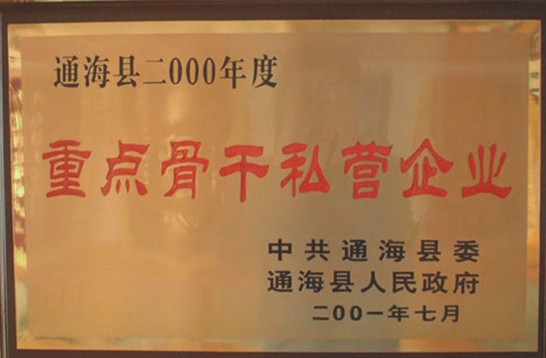 通海县二000年度
重点骨干私营企业
中共通海县委
通海县人民政府
二00一年七月